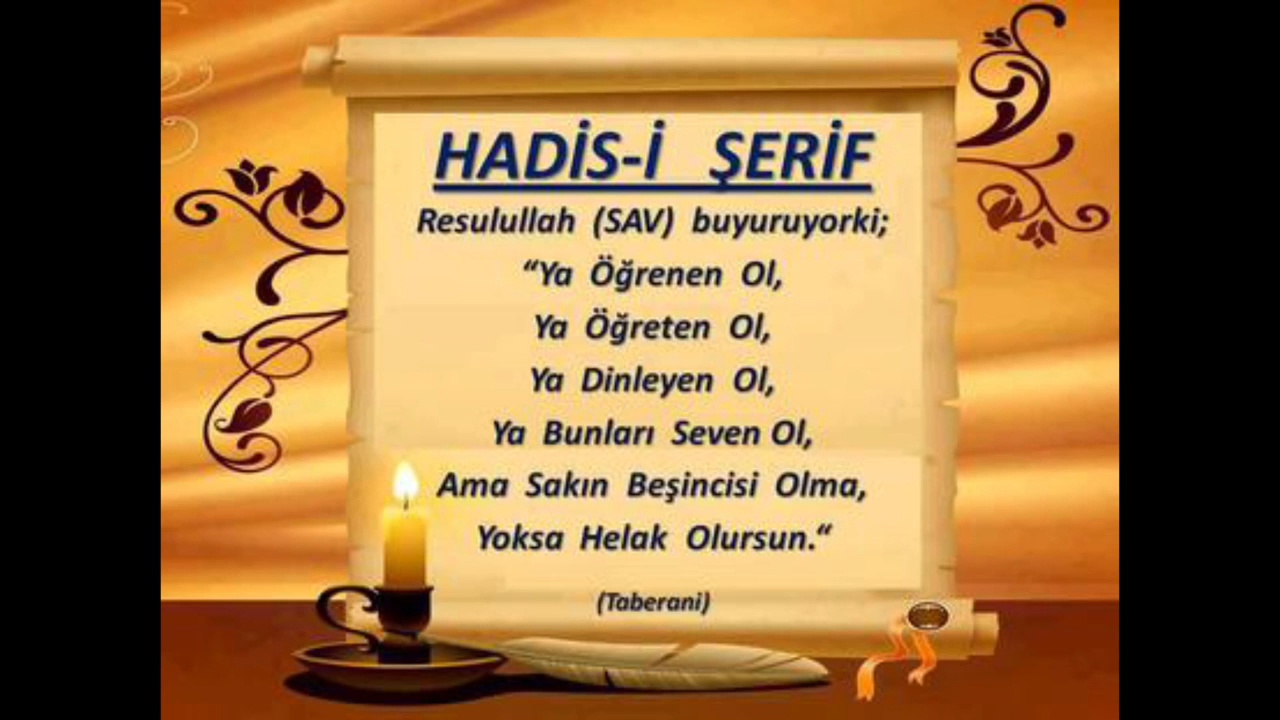 HADİS-İ ŞERİF
Resulullah (SAV) buyuruyorki;
“Ya Öğrenen Ol,
Ya Öğreten Ol,
Ya Dinleyen Ol,
Ya Bunları Seven Ol,
Ama Sakın Beşincisi Olma,
Yoksa Helak Olursun.“
(Taberani)